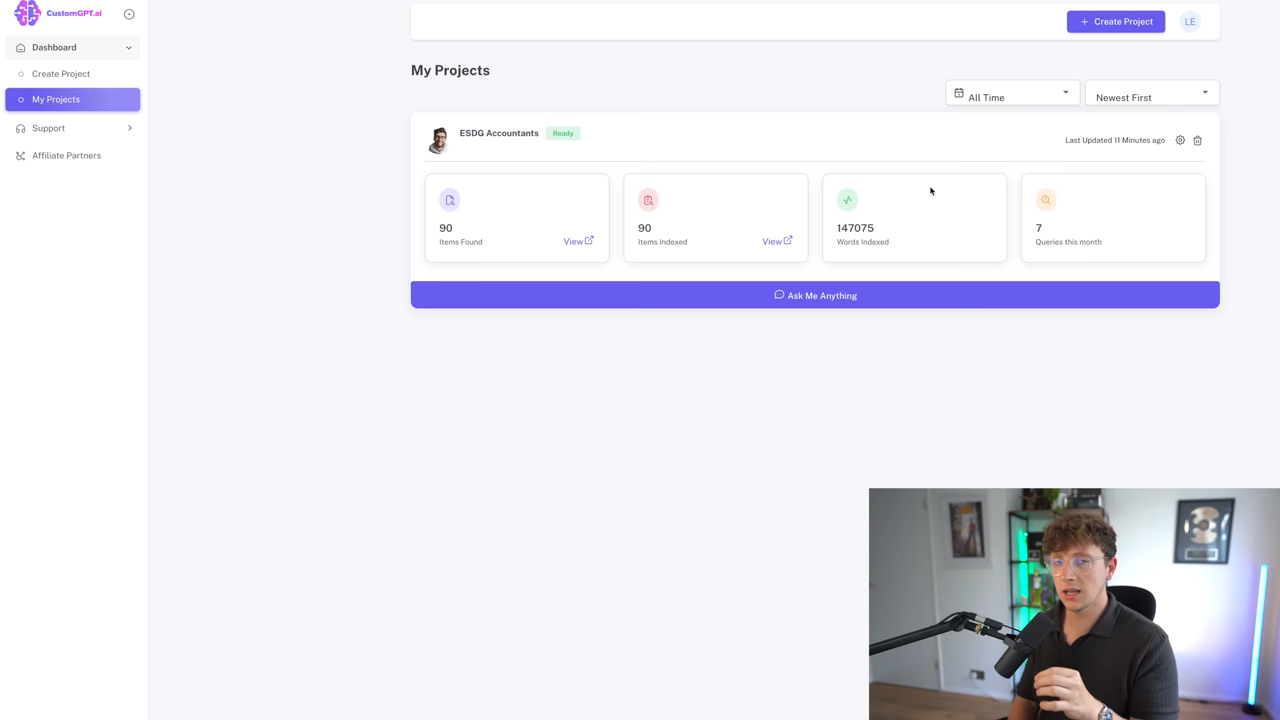 CustomGPT.ai
Dashboard
Create Project
My Projects
Support
Affiliate Partners
Create Project
LE
My Projects
All Time
Newest First
ESDG Accountants
Ready
Last Updated 11 Minutes ago
90
Items Found
View
90
Items Indexed
View
147075
Words Indexed
7
Queries this month
Ask Me Anything